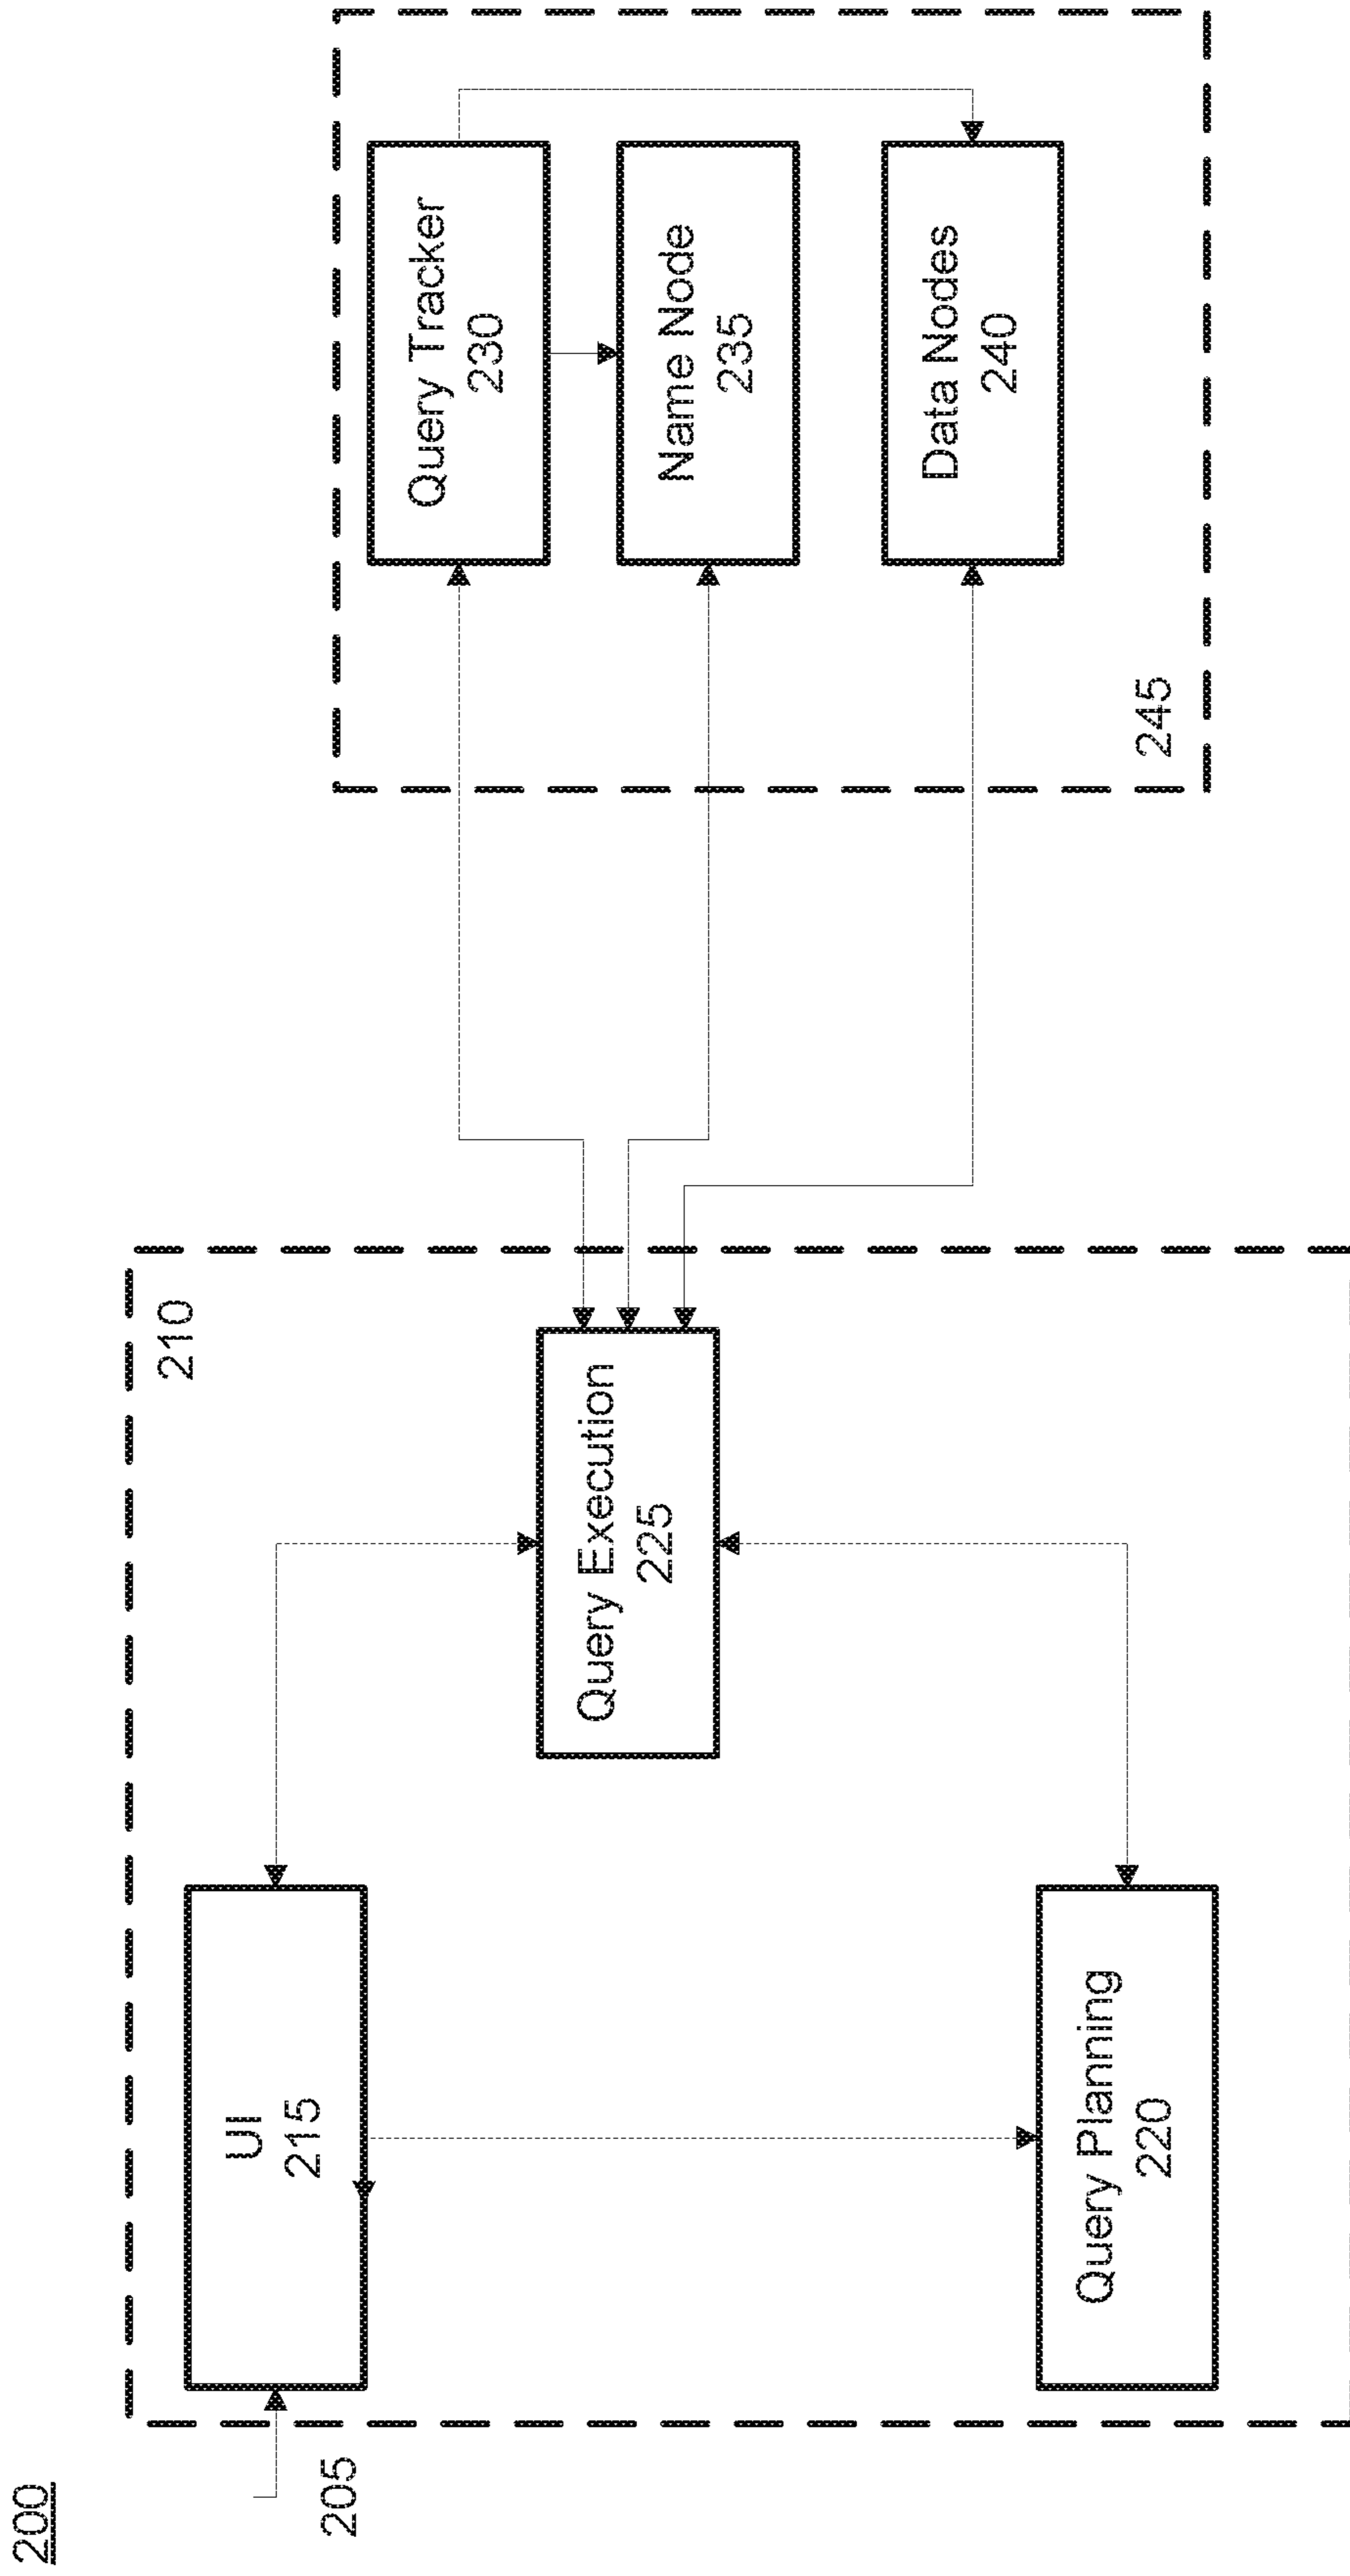 200
205
210
UI
215
Query Planning
220
Query Execution
225
Query Tracker
230
Name Node
235
Data Nodes
240
245